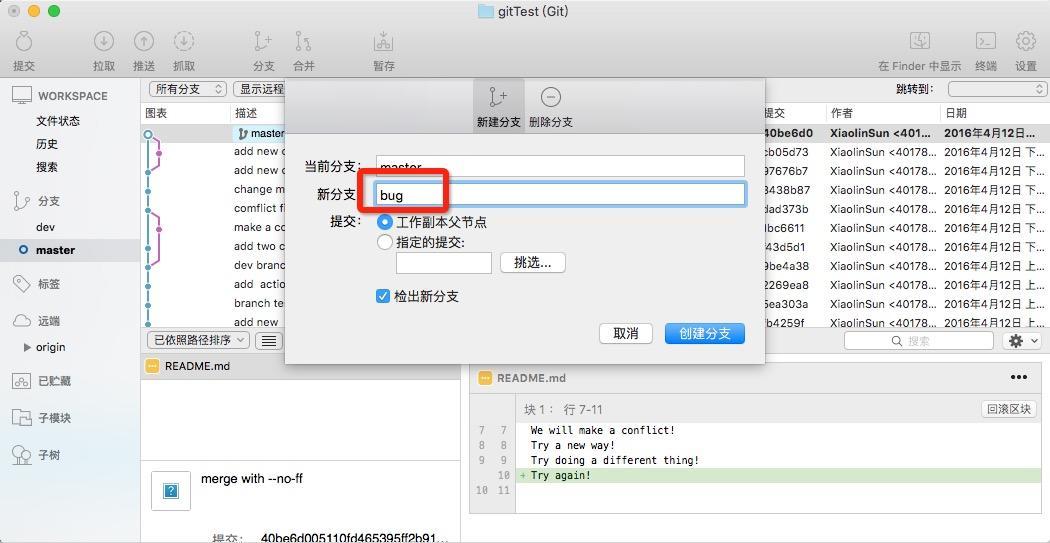 gitTest (Git)
提交 拉取 推送 抓取 分支 合并 暂存 在 Finder 中显示 终端 设置
所有分支 显示远程 跳转到:
WORKSPACE
文件状态
历史
搜索
分支
dev
master
标签
远端
origin
已贮藏
子模块
子树
图表 描述 提交 作者 日期
master 40be6d0 XiaolinSun <401... 2016年4月12日...
add new cb05d73 XiaolinSun <40178... 2016年4月12日 下...
add new 97676b7 XiaolinSun <40178... 2016年4月12日 下...
change m 3438b87 XiaolinSun <40178... 2016年4月12日 下...
comflict fi dad373b XiaolinSun <40178... 2016年4月12日 下...
make a co 1bc6611 XiaolinSun <40178... 2016年4月12日 下...
add two c f43d5d1 XiaolinSun <40178... 2016年4月12日 上...
dev branc 9be4a38 XiaolinSun <40178... 2016年4月12日 上...
add actio 2269ea8 XiaolinSun <40178... 2016年4月12日 上...
branch te 5ea303a XiaolinSun <40178... 2016年4月12日 上...
add new fb4259f XiaolinSun <40178... 2016年4月12日 上...
新建分支 删除分支
当前分支: master
新分支: bug
提交: 工作副本父节点
指定的提交:
挑选...
检出新分支
取消 创建分支
已依照路径排序 搜索
README.md
merge with --no-ff
提交: 40be6d005110fd465395ff2b91...
README.md
块 1: 行 7-11 回滚区块
7 7 We will make a conflict!
8 8 Try a new way!
9 9 Try doing a different thing!
10 + Try again!
10 11